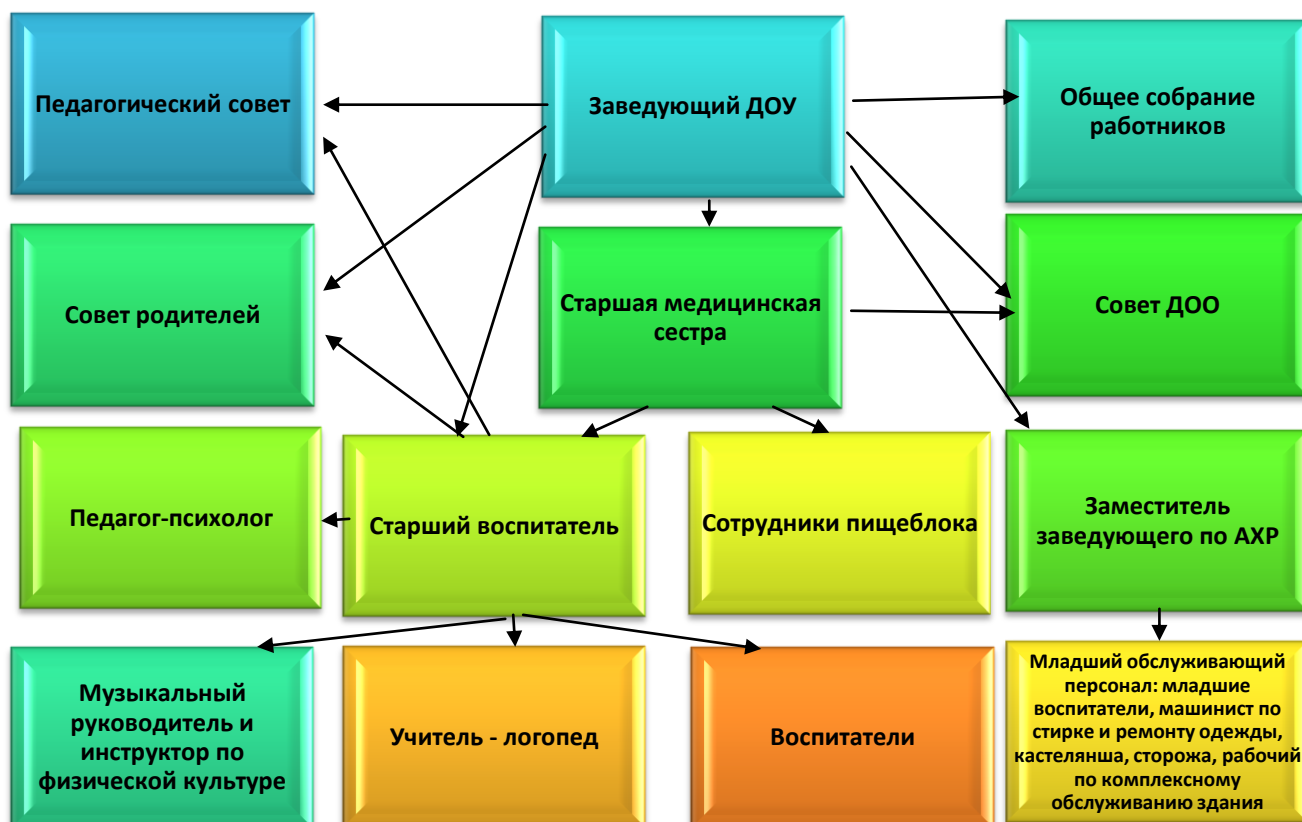 Педагогический совет
Заведующий ДОУ
Общее собрание
работников
Совет родителей
Старшая медицинская
сестра
Совет ДОО
Педагог-психолог
Старший воспитатель
Сотрудники пищеблока
Заместитель
заведующего по АХР
Музыкальный
руководитель и
инструктор по
физической культуре
Учитель - логопед
Воспитатели
Младший обслуживающий
персонал: младшие
воспитатели, машинист по
стирке и ремонту одежды,
кастелянша, сторожа, рабочий
по комплексному
обслуживанию здания